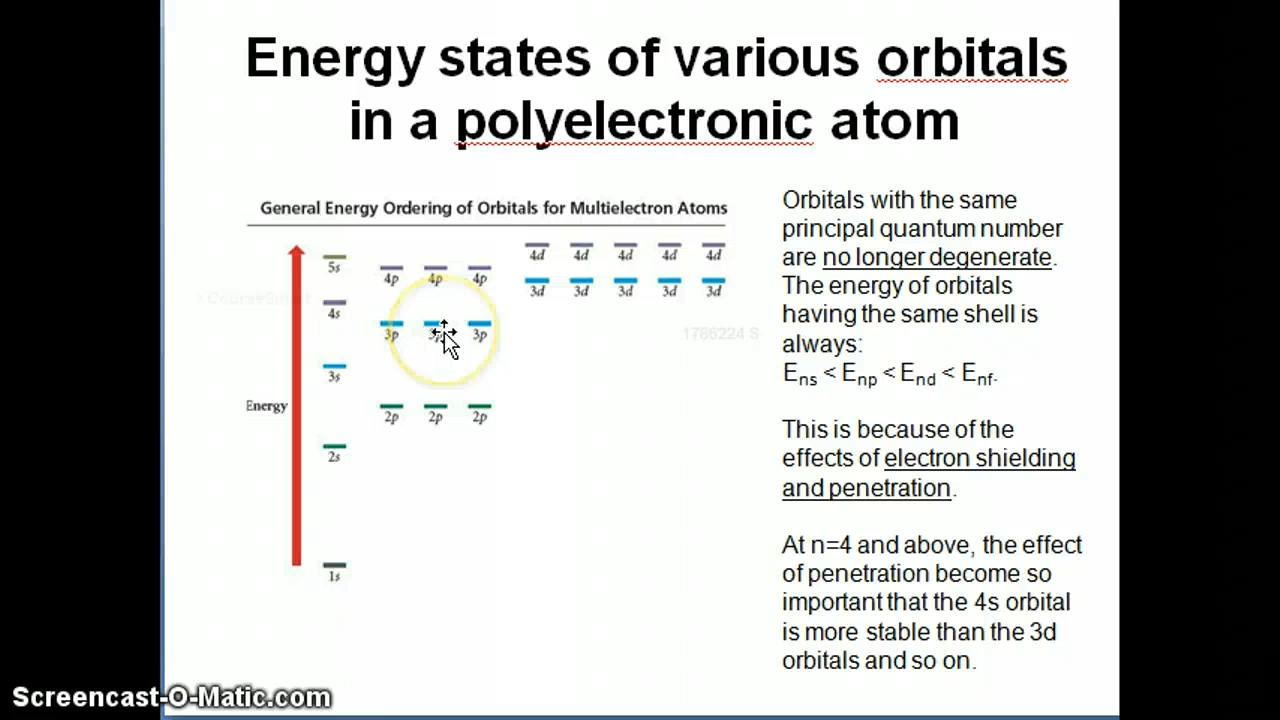 Energy states of various orbitals
in a polyelectronic atom
General Energy Ordering of Orbitals for Multielectron Atoms
4d 4d 4d 4d 4d
5s
4p 4p 4p
3d 3d 3d 3d 3d
4s
3p 3p 3p
3s
Energy
2p 2p 2p
2s
1s
1786224 S
Orbitals with the same
principal quantum number
are no longer degenerate.
The energy of orbitals
having the same shell is
always:
Ens < Enp < End < Enf.
This is because of the
effects of electron shielding
and penetration.
At n=4 and above, the effect
of penetration become so
important that the 4s orbital
is more stable than the 3d
orbitals and so on.
Screencast-O-Matic.com